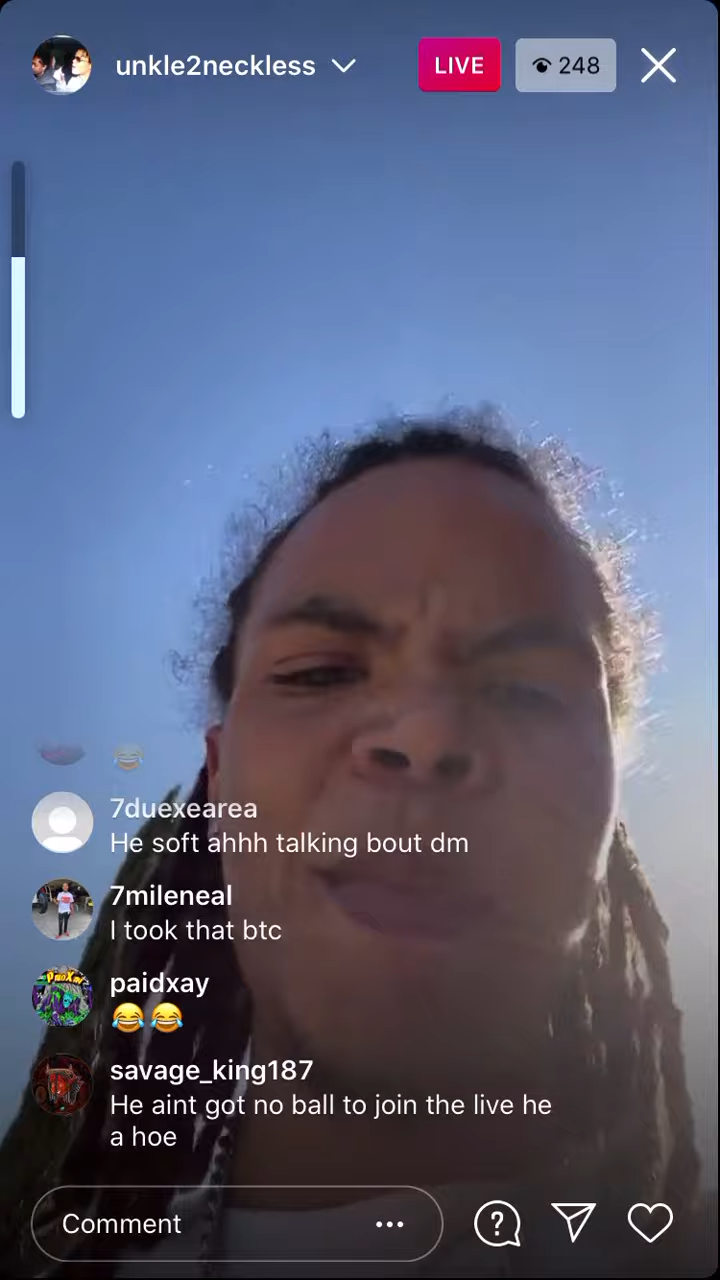 unkle2neckless
LIVE
248
7duexearea
He soft ahhh talking bout dm
7mileneal
I took that btc
paidxay
😂😂
savage_king187
He aint got no ball to join the live he
a hoe
Comment